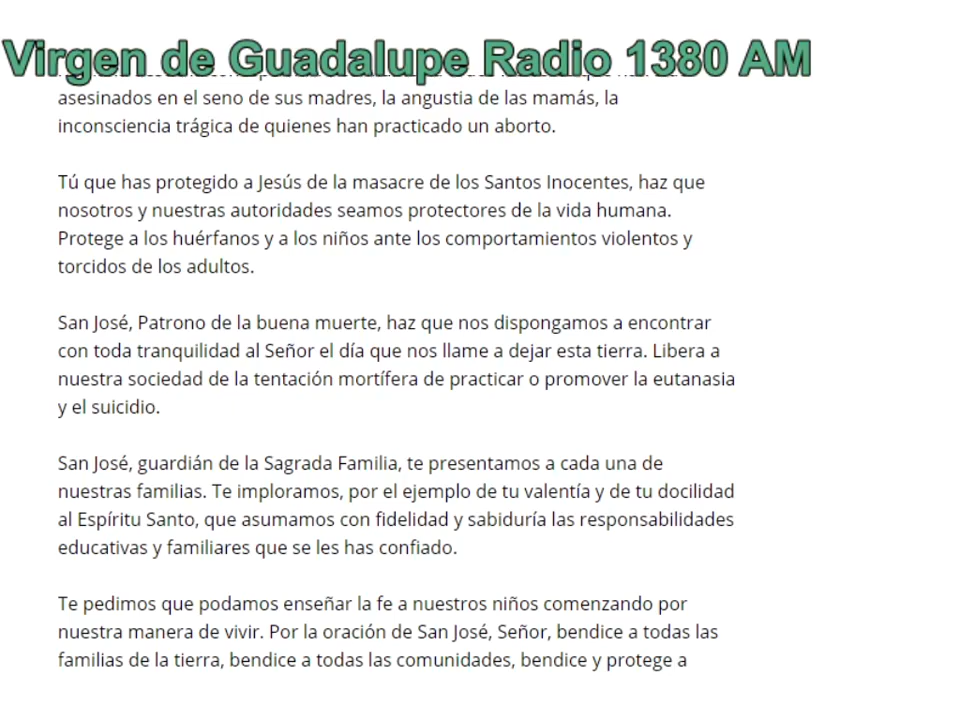 Virgen de Guadalupe Radio 1380 AM
asesinados en el seno de sus madres, la angustia de las mamás, la
inconsciencia trágica de quienes han practicado un aborto.
Tú que has protegido a Jesús de la masacre de los Santos Inocentes, haz que
nosotros y nuestras autoridades seamos protectores de la vida humana.
Protege a los huérfanos y a los niños ante los comportamientos violentos y
torcidos de los adultos.
San José, Patrono de la buena muerte, haz que nos dispongamos a encontrar
con toda tranquilidad al Señor el día que nos llame a dejar esta tierra. Libera a
nuestra sociedad de la tentación mortífera de practicar o promover la eutanasia
y el suicidio.
San José, guardián de la Sagrada Familia, te presentamos a cada una de
nuestras familias. Te imploramos, por el ejemplo de tu valentía y de tu docilidad
al Espíritu Santo, que asumamos con fidelidad y sabiduría las responsabilidades
educativas y familiares que se les has confiado.
Te pedimos que podamos enseñar la fe a nuestros niños comenzando por
nuestra manera de vivir. Por la oración de San José, Señor, bendice a todas las
familias de la tierra, bendice a todas las comunidades, bendice y protege a